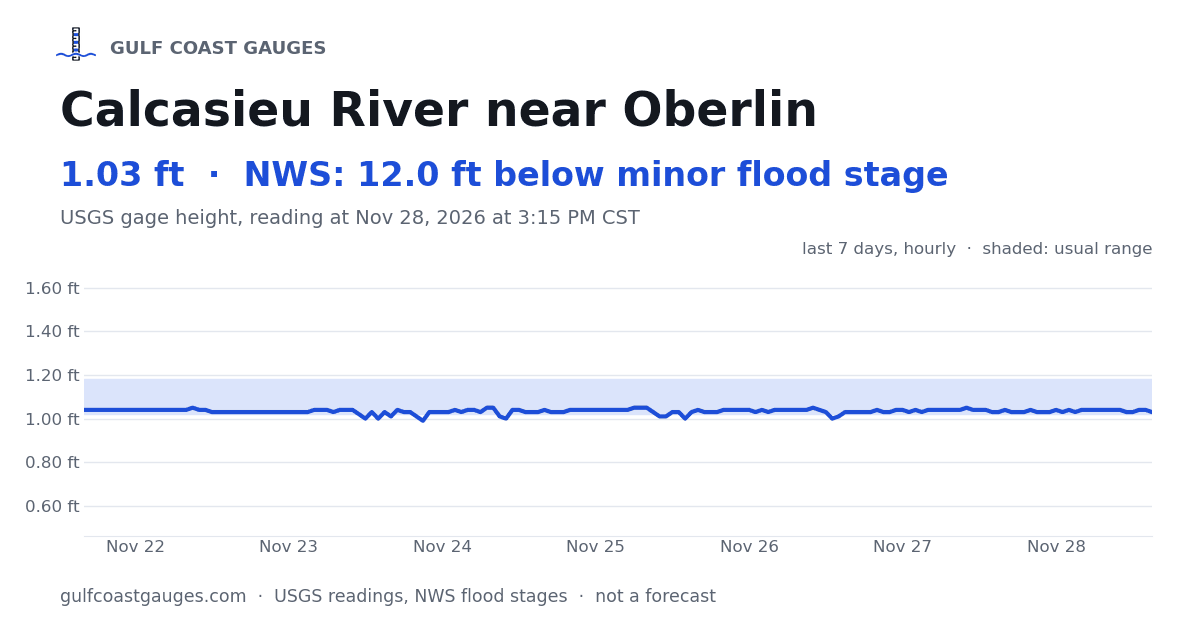 GULF COAST GAUGES
Calcasieu River near Oberlin
1.03 ft · NWS: 12.0 ft below minor flood stage
USGS gage height, reading at Nov 28, 2026 at 3:15 PM CST
last 7 days, hourly · shaded: usual range
1.60 ft
1.40 ft
1.20 ft
1.00 ft
0.80 ft
0.60 ft
Nov 22 Nov 23 Nov 24 Nov 25 Nov 26 Nov 27 Nov 28
gulfcoastgauges.com · USGS readings, NWS flood stages · not a forecast